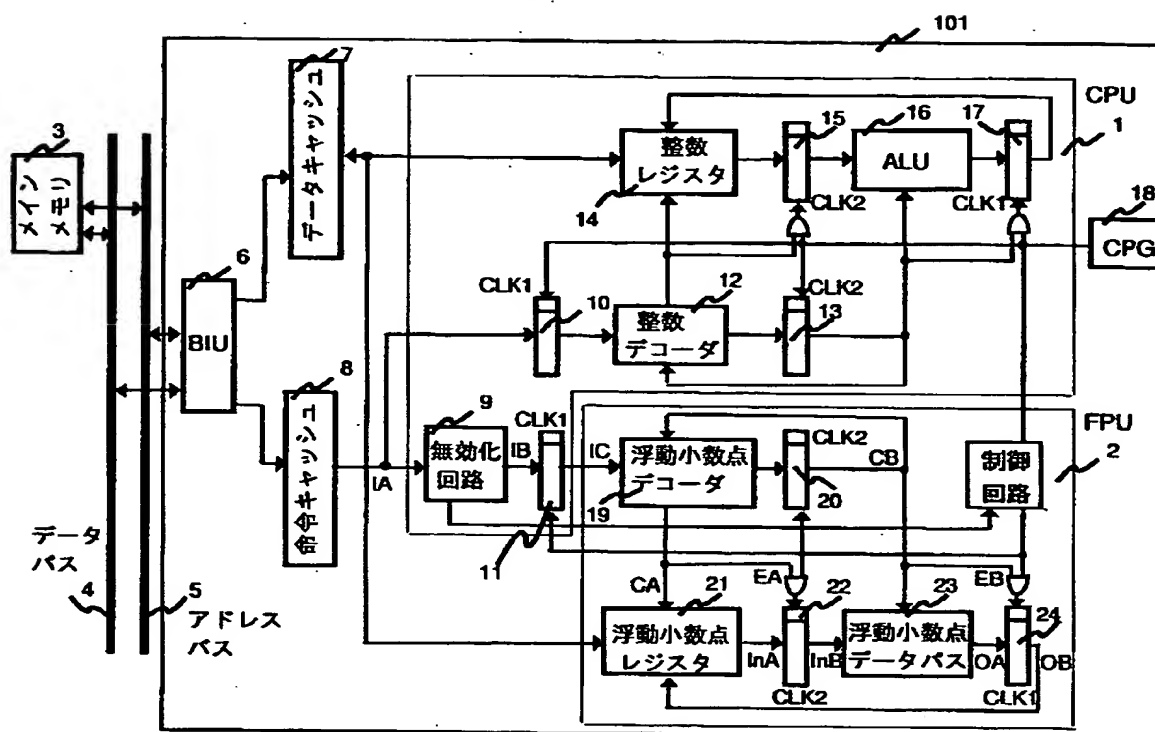 101
7
データキャッシュ
CPU
3
メイン
メモリ
整数
レジスタ
14
15
16
ALU
17
1
CLK2
CLK1
18
CPG
6
BIU
CLK1
10
12
整数
デコーダ
CLK2
13
8
命令キャッシュ
9
無効化
回路
IA
IB
CLK1
IC
11
浮動小数点
デコーダ
19
CLK2
20
CB
FPU
2
制御
回路
データ
バス
4
5
アドレス
バス
CA
21
浮動小数点
レジスタ
EA
22
InA
InB
CLK2
23
浮動小数点
データパス
EB
24
OA
OB
CLK1